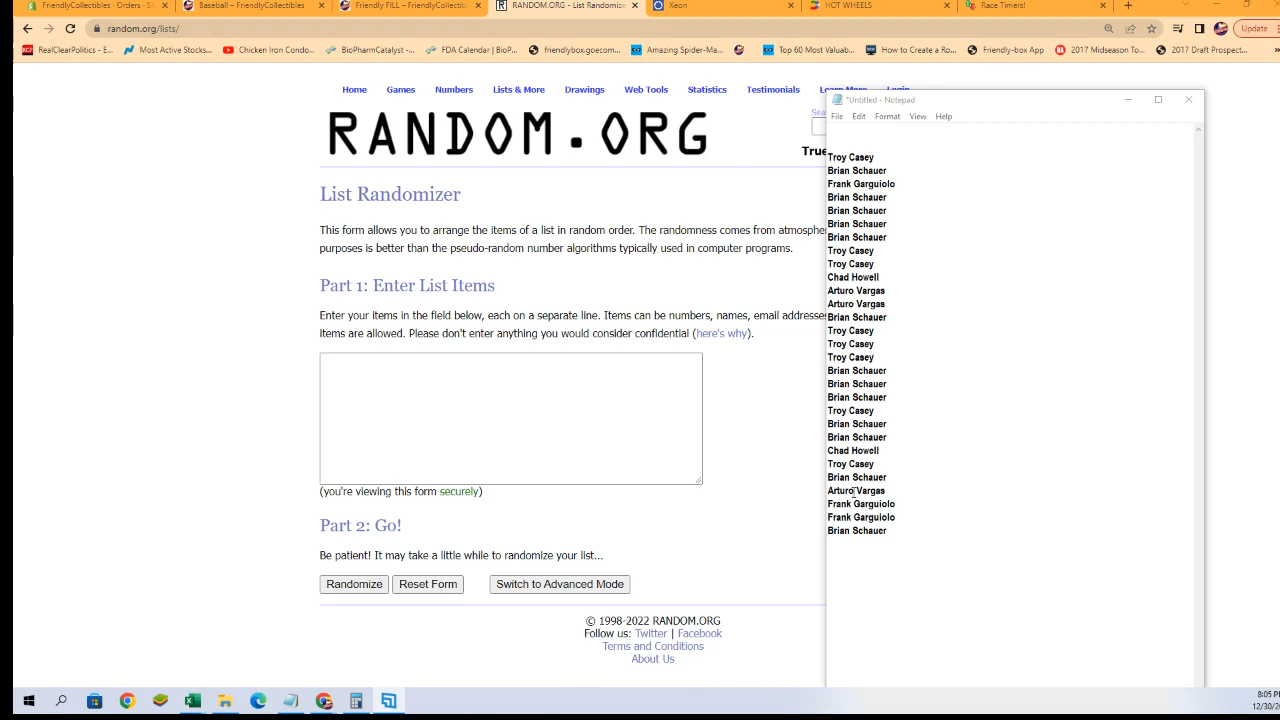 FriendlyCollectibles - Orders - S
Baseball – FriendlyCollectibles
Friendly FILL – FriendlyCollectib
RANDOM.ORG - List Randomizer
Xeon
HOT WEELS
Race Timers!
random.org/lists/
Update
RealClearPolitics - E...
Most Active Stocks...
Chicken Iron Condo...
BioPharmCatalyst -...
FDA Calendar | BioP...
friendlybox.goecom...
Amazing Spider-Ma...
Top 60 Most Valuab...
How to Create a Ro...
Friendly-box App
2017 Midseason To...
2017 Draft Prospect...
Home Games Numbers Lists & More Drawings Web Tools Statistics Testimonials Learn More Login
RANDOM.ORG
Sea
True
List Randomizer
This form allows you to arrange the items of a list in random order. The randomness comes from atmosphe
purposes is better than the pseudo-random number algorithms typically used in computer programs.
Part 1: Enter List Items
Enter your items in the field below, each on a separate line. Items can be numbers, names, email addresse
items are allowed. Please don't enter anything you would consider confidential (here's why).
(you're viewing this form securely)
Part 2: Go!
Be patient! It may take a little while to randomize your list...
Randomize Reset Form Switch to Advanced Mode
© 1998-2022 RANDOM.ORG
Follow us: Twitter | Facebook
Terms and Conditions
About Us
*Untitled - Notepad
File Edit Format View Help
Troy Casey
Brian Schauer
Frank Garguiolo
Brian Schauer
Brian Schauer
Brian Schauer
Brian Schauer
Troy Casey
Troy Casey
Chad Howell
Arturo Vargas
Arturo Vargas
Brian Schauer
Troy Casey
Troy Casey
Troy Casey
Brian Schauer
Brian Schauer
Brian Schauer
Troy Casey
Brian Schauer
Brian Schauer
Chad Howell
Troy Casey
Brian Schauer
Arturo Vargas
Frank Garguiolo
Frank Garguiolo
Brian Schauer
8:05 PM
12/30/2